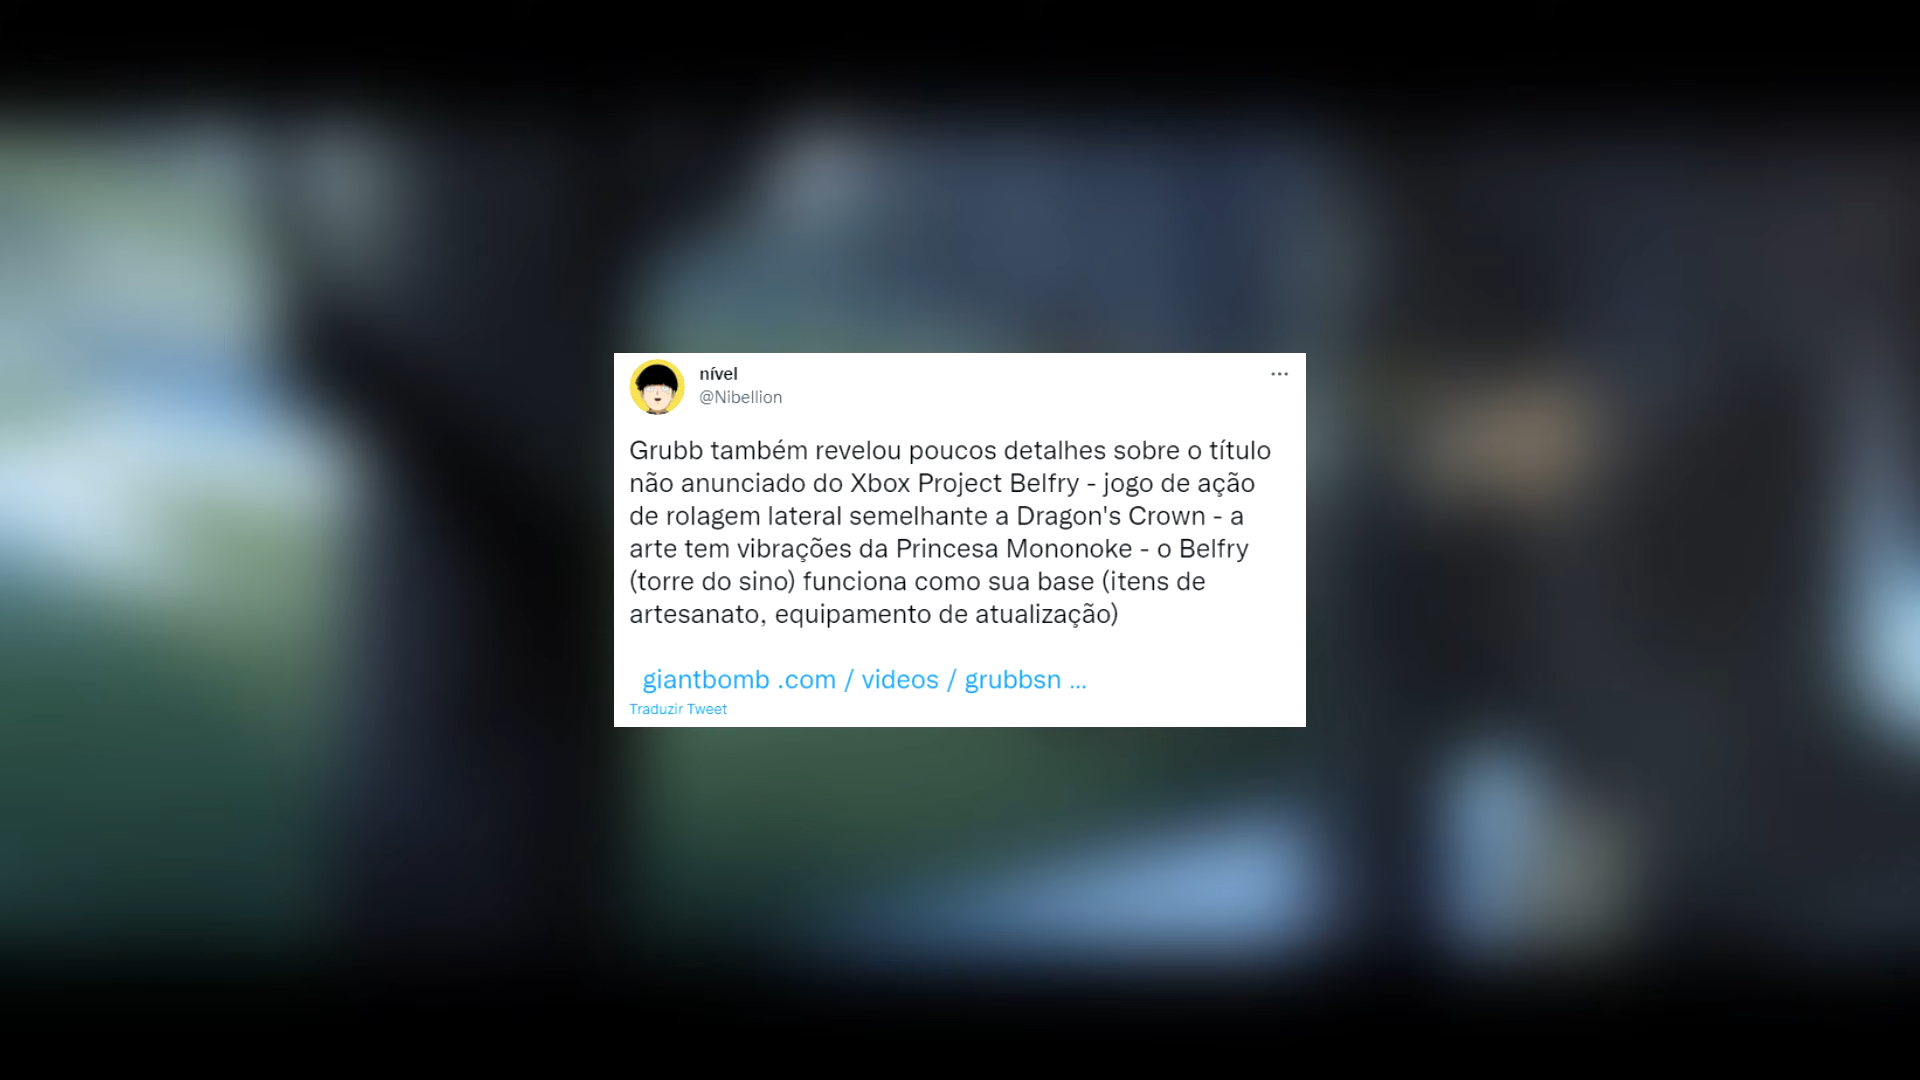 nível
@Nibellion
Grubb também revelou poucos detalhes sobre o título
não anunciado do Xbox Project Belfry - jogo de ação
de rolagem lateral semelhante a Dragon's Crown - a
arte tem vibrações da Princesa Mononoke - o Belfry
(torre do sino) funciona como sua base (itens de
artesanato, equipamento de atualização)
giantbomb .com / videos / grubbsn ...
Traduzir Tweet